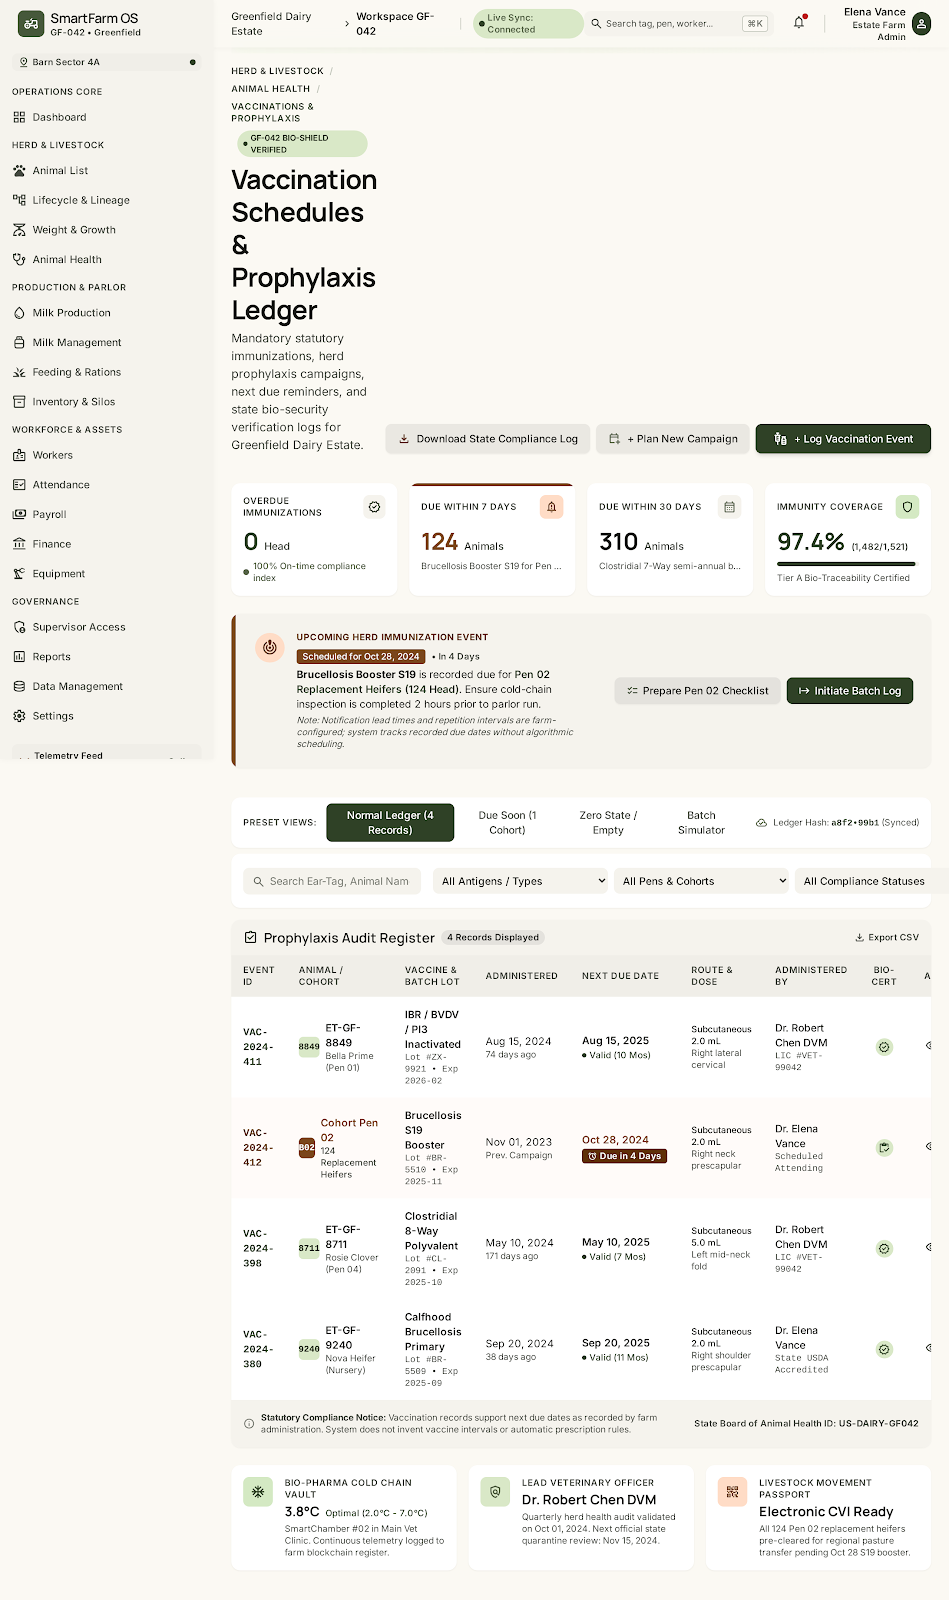 SmartFarm OS
GF-042 • Greenfield
Barn Sector 4A
OPERATIONS CORE
Dashboard
HERD & LIVESTOCK
Animal List
Lifecycle & Lineage
Weight & Growth
Animal Health
PRODUCTION & PARLOR
Milk Production
Milk Management
Feeding & Rations
Inventory & Silos
WORKFORCE & ASSETS
Workers
Attendance
Payroll
Finance
Equipment
GOVERNANCE
Supervisor Access
Reports
Data Management
Settings
Telemetry Feed
Greenfield Dairy
Estate
› Workspace GF-
042
Live Sync:
Connected
Search tag, pen, worker...
⌘K
Elena Vance
Estate Farm
Admin
HERD & LIVESTOCK /
ANIMAL HEALTH /
VACCINATIONS &
PROPHYLAXIS
GF-042 BIO-SHIELD
VERIFIED
Vaccination
Schedules
&
Prophylaxis
Ledger
Mandatory statutory
immunizations, herd
prophylaxis campaigns,
next due reminders, and
state bio-security
verification logs for
Greenfield Dairy Estate.
Download State Compliance Log
+ Plan New Campaign
+ Log Vaccination Event
OVERDUE
IMMUNIZATIONS
0 Head
100% On-time compliance
index
DUE WITHIN 7 DAYS
124 Animals
Brucellosis Booster S19 for Pen ...
DUE WITHIN 30 DAYS
310 Animals
Clostridial 7-Way semi-annual b...
IMMUNITY COVERAGE
97.4% (1,482/1,521)
Tier A Bio-Traceability Certified
UPCOMING HERD IMMUNIZATION EVENT
Scheduled for Oct 28, 2024 • In 4 Days
Brucellosis Booster S19 is recorded due for Pen 02
Replacement Heifers (124 Head). Ensure cold-chain
inspection is completed 2 hours prior to parlor run.
Note: Notification lead times and repetition intervals are farm-
configured; system tracks recorded due dates without algorithmic
scheduling.
Prepare Pen 02 Checklist
Initiate Batch Log
PRESET VIEWS:
Normal Ledger (4
Records)
Due Soon (1
Cohort)
Zero State /
Empty
Batch
Simulator
Ledger Hash: a8f2•99b1 (Synced)
Search Ear-Tag, Animal Nam
All Antigens / Types
All Pens & Cohorts
All Compliance Statuses
Prophylaxis Audit Register
4 Records Displayed
Export CSV
EVENT
ID
ANIMAL /
COHORT
VACCINE &
BATCH LOT
ADMINISTERED
NEXT DUE DATE
ROUTE &
DOSE
ADMINISTERED
BY
BIO-
CERT
A
VAC-
2024-
411
8849
ET-GF-
8849
Bella Prime
(Pen 01)
IBR / BVDV
/ PI3
Inactivated
Lot #ZX-
9921 • Exp
2026-02
Aug 15, 2024
74 days ago
Aug 15, 2025
Valid (10 Mos)
Subcutaneous
2.0 mL
Right lateral
cervical
Dr. Robert
Chen DVM
LIC #VET-
99042
VAC-
2024-
412
B02
Cohort Pen
02
124
Replacement
Heifers
Brucellosis
S19
Booster
Lot #BR-
5510 • Exp
2025-11
Nov 01, 2023
Prev. Campaign
Oct 28, 2024
Due in 4 Days
Subcutaneous
2.0 mL
Right neck
prescapular
Dr. Elena
Vance
Scheduled
Attending
VAC-
2024-
398
8711
ET-GF-
8711
Rosie Clover
(Pen 04)
Clostridial
8-Way
Polyvalent
Lot #CL-
2091 • Exp
2025-10
May 10, 2024
171 days ago
May 10, 2025
Valid (7 Mos)
Subcutaneous
5.0 mL
Left mid-neck
fold
Dr. Robert
Chen DVM
LIC #VET-
99042
VAC-
2024-
380
9240
ET-GF-
9240
Nova Heifer
(Nursery)
Calfhood
Brucellosis
Primary
Lot #BR-
5509 • Exp
2025-09
Sep 20, 2024
38 days ago
Sep 20, 2025
Valid (11 Mos)
Subcutaneous
2.0 mL
Right shoulder
prescapular
Dr. Elena
Vance
State USDA
Accredited
Statutory Compliance Notice: Vaccination records support next due dates as recorded by farm
administration. System does not invent vaccine intervals or automatic prescription rules.
State Board of Animal Health ID: US-DAIRY-GF042
BIO-PHARMA COLD CHAIN
VAULT
3.8°C Optimal (2.0°C - 7.0°C)
SmartChamber #02 in Main Vet
Clinic. Continuous telemetry logged to
farm blockchain register.
LEAD VETERINARY OFFICER
Dr. Robert Chen DVM
Quarterly herd health audit validated
on Oct 01, 2024. Next official state
quarantine review: Nov 15, 2024.
LIVESTOCK MOVEMENT
PASSPORT
Electronic CVI Ready
All 124 Pen 02 replacement heifers
pre-cleared for regional pasture
transfer pending Oct 28 S19 booster.